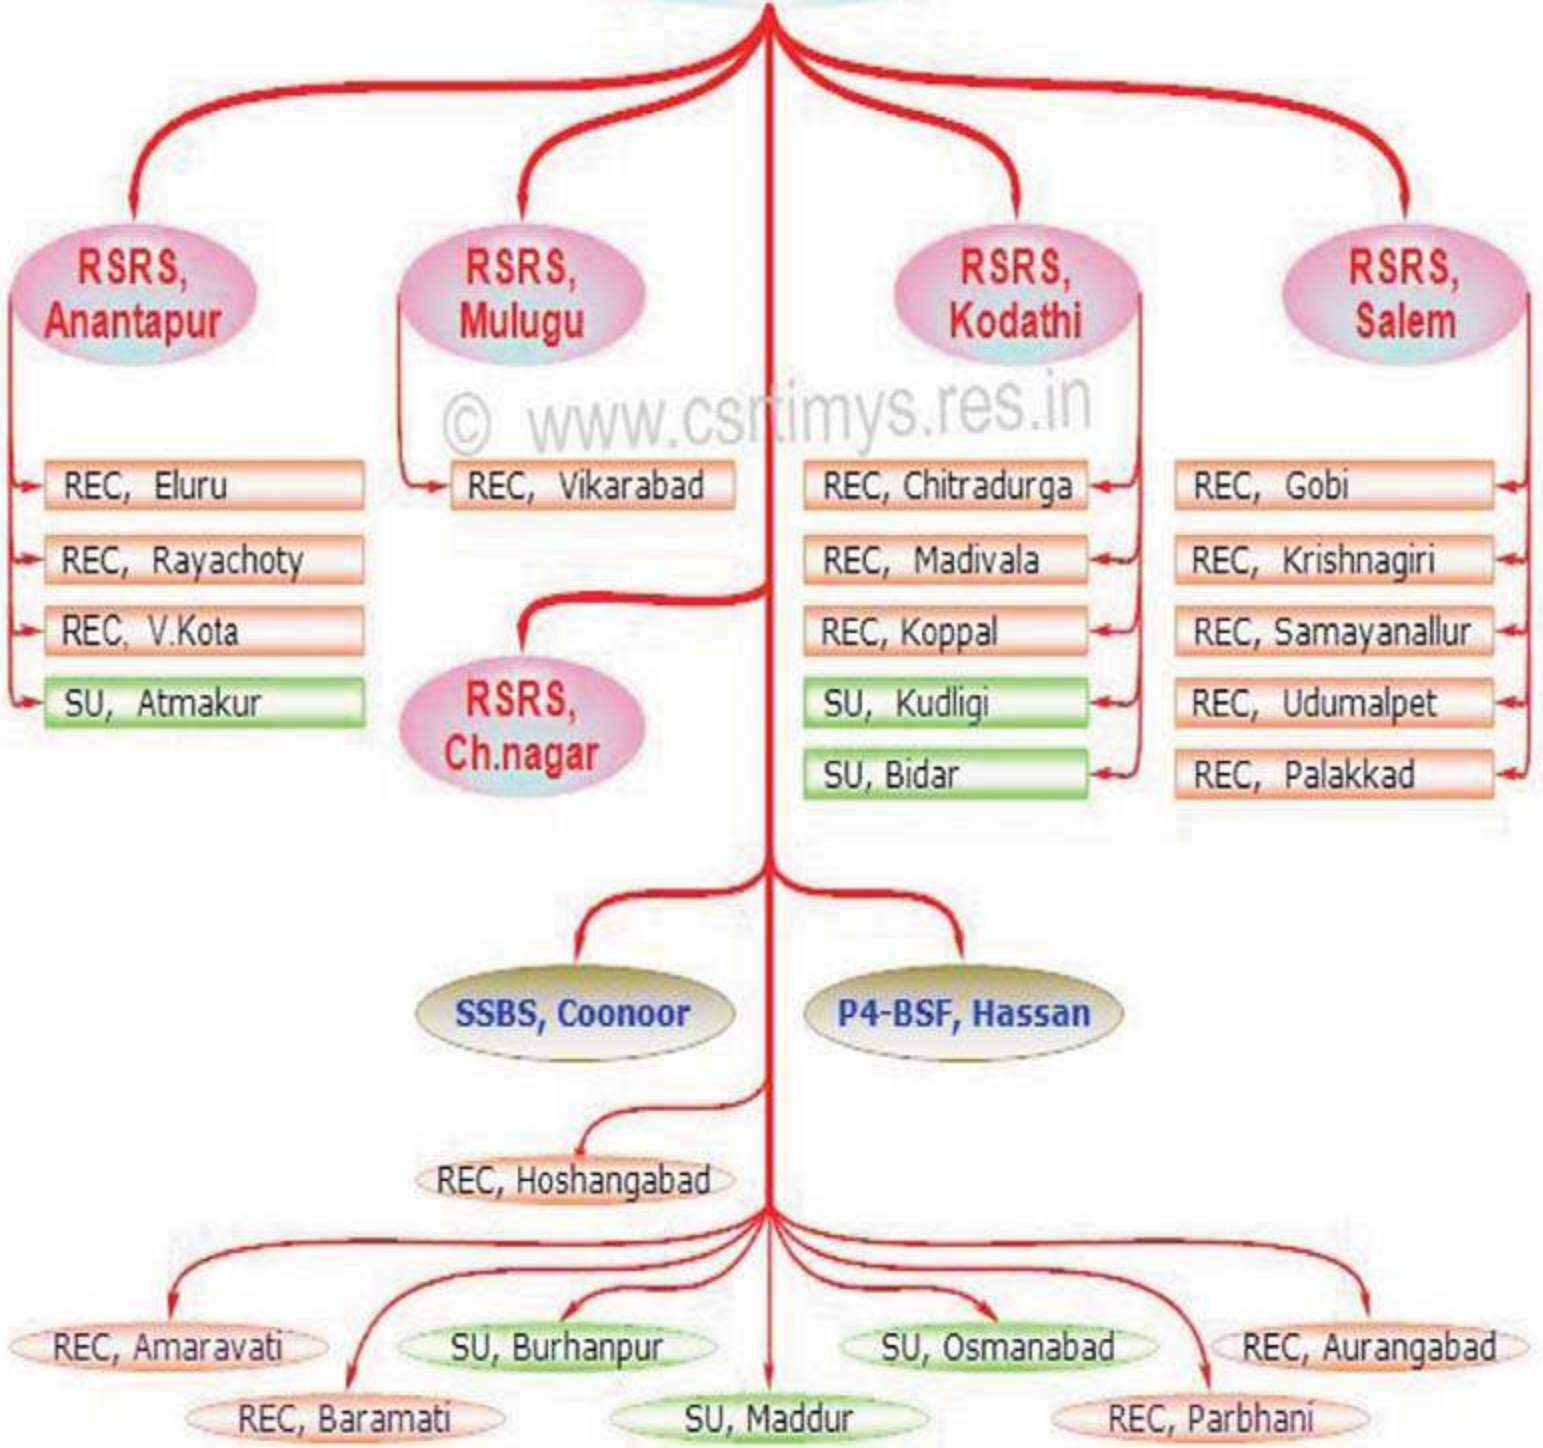 RSRS,
Anantapur
RSRS,
Mulugu
RSRS,
Kodathi
RSRS,
Salem
© www.csrtimys.res.in
REC, Eluru
REC, Rayachoty
REC, V.Kota
SU, Atmakur
REC, Vikarabad
REC, Chitradurga
REC, Madivala
REC, Koppal
SU, Kudligi
SU, Bidar
REC, Gobi
REC, Krishnagiri
REC, Samayanallur
REC, Udumalpet
REC, Palakkad
RSRS,
Ch.nagar
SSBS, Coonoor
P4-BSF, Hassan
REC, Hoshangabad
REC, Amaravati
SU, Burhanpur
SU, Osmanabad
REC, Aurangabad
REC, Baramati
SU, Maddur
REC, Parbhani